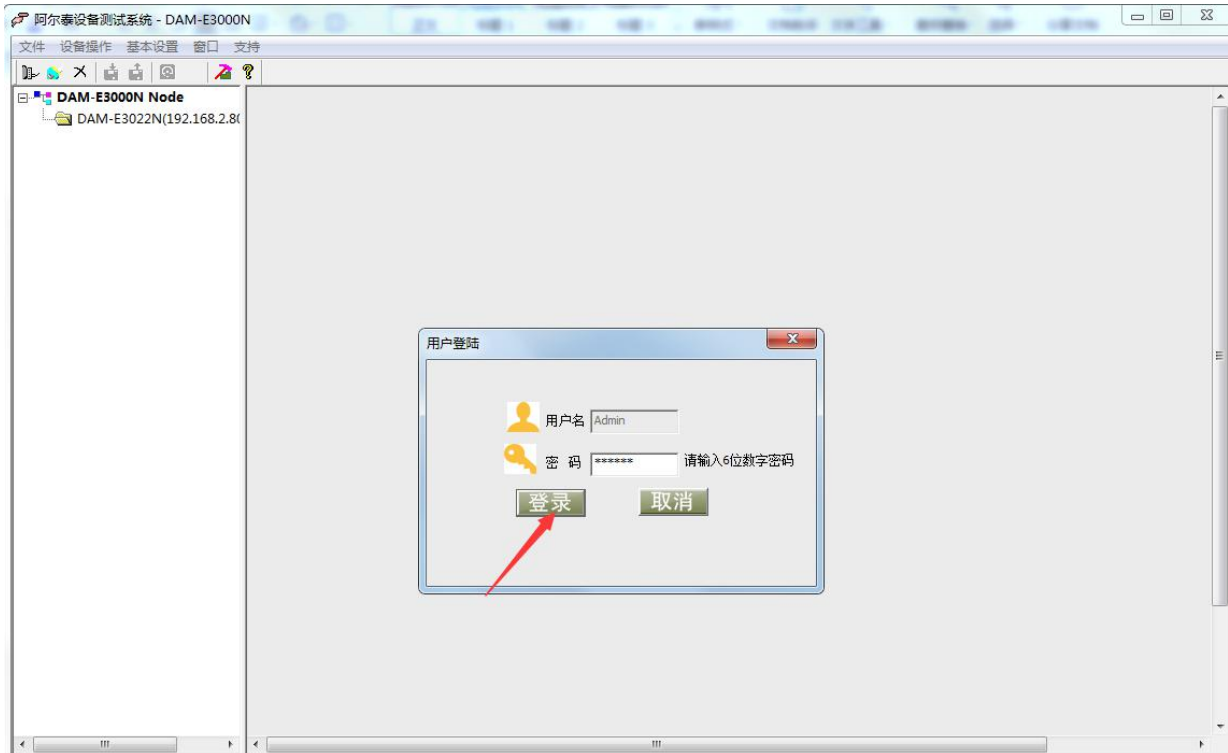 阿尔泰设备测试系统 - DAM-E3000N
文件 设备操作 基本设置 窗口 支持
DAM-E3000N Node
DAM-E3022N(192.168.2.8
用户登陆
用户名 Admin
密 码 ****** 请输入6位数字密码
登录 取消